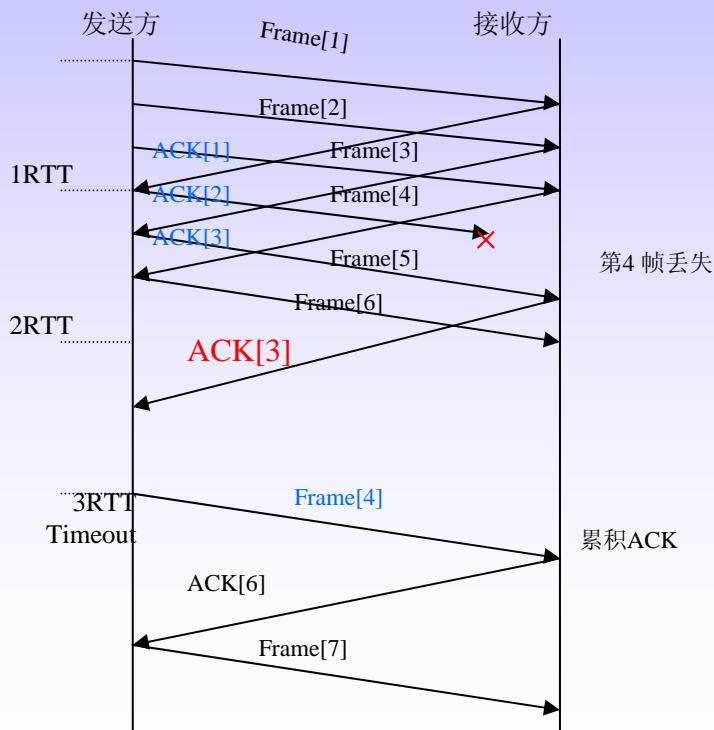 发送方
接收方
Frame[1]
Frame[2]
ACK[1]
Frame[3]
1RTT
ACK[2]
Frame[4]
ACK[3]
Frame[5]
第4 帧丢失
Frame[6]
2RTT
ACK[3]
3RTT
Timeout
Frame[4]
累积ACK
ACK[6]
Frame[7]